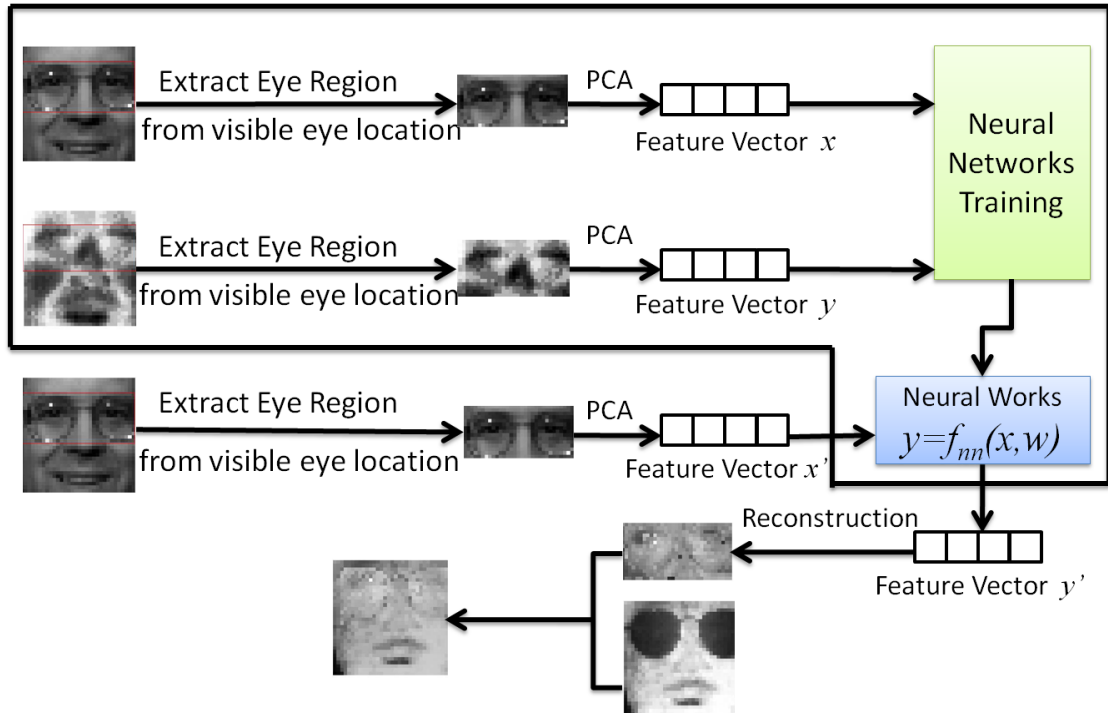 Extract Eye Region
from visible eye location
PCA
Feature Vector x
Neural
Networks
Training
Extract Eye Region
from visible eye location
PCA
Feature Vector y
Extract Eye Region
from visible eye location
PCA
Feature Vector x'
Neural Works
y=fnn(x,w)
Reconstruction
Feature Vector y'